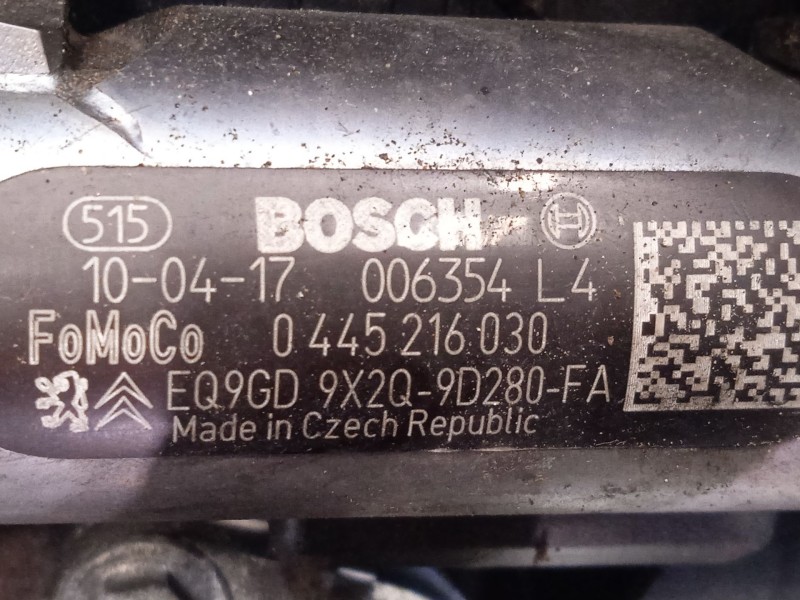 515 BOSCH
10-04-17 006354 L4
FoMoCo 0 445 216 030
EQ9GD 9X2Q-9D280-FA
Made in Czech Republic